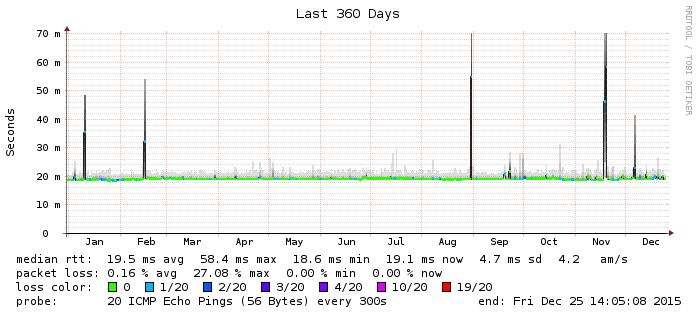 Last 360 Days
RRDTOOL / TOBI OETIKER
Seconds
70 m
60 m
50 m
40 m
30 m
20 m
10 m
0
Jan Feb Mar Apr May Jun Jul Aug Sep Oct Nov Dec
median rtt: 19.5 ms avg 58.4 ms max 18.6 ms min 19.1 ms now 4.7 ms sd 4.2 am/s
packet loss: 0.16 % avg 27.08 % max 0.00 % min 0.00 % now
loss color: 0 1/20 2/20 3/20 4/20 10/20 19/20
probe: 20 ICMP Echo Pings (56 Bytes) every 300s end: Fri Dec 25 14:05:08 2015